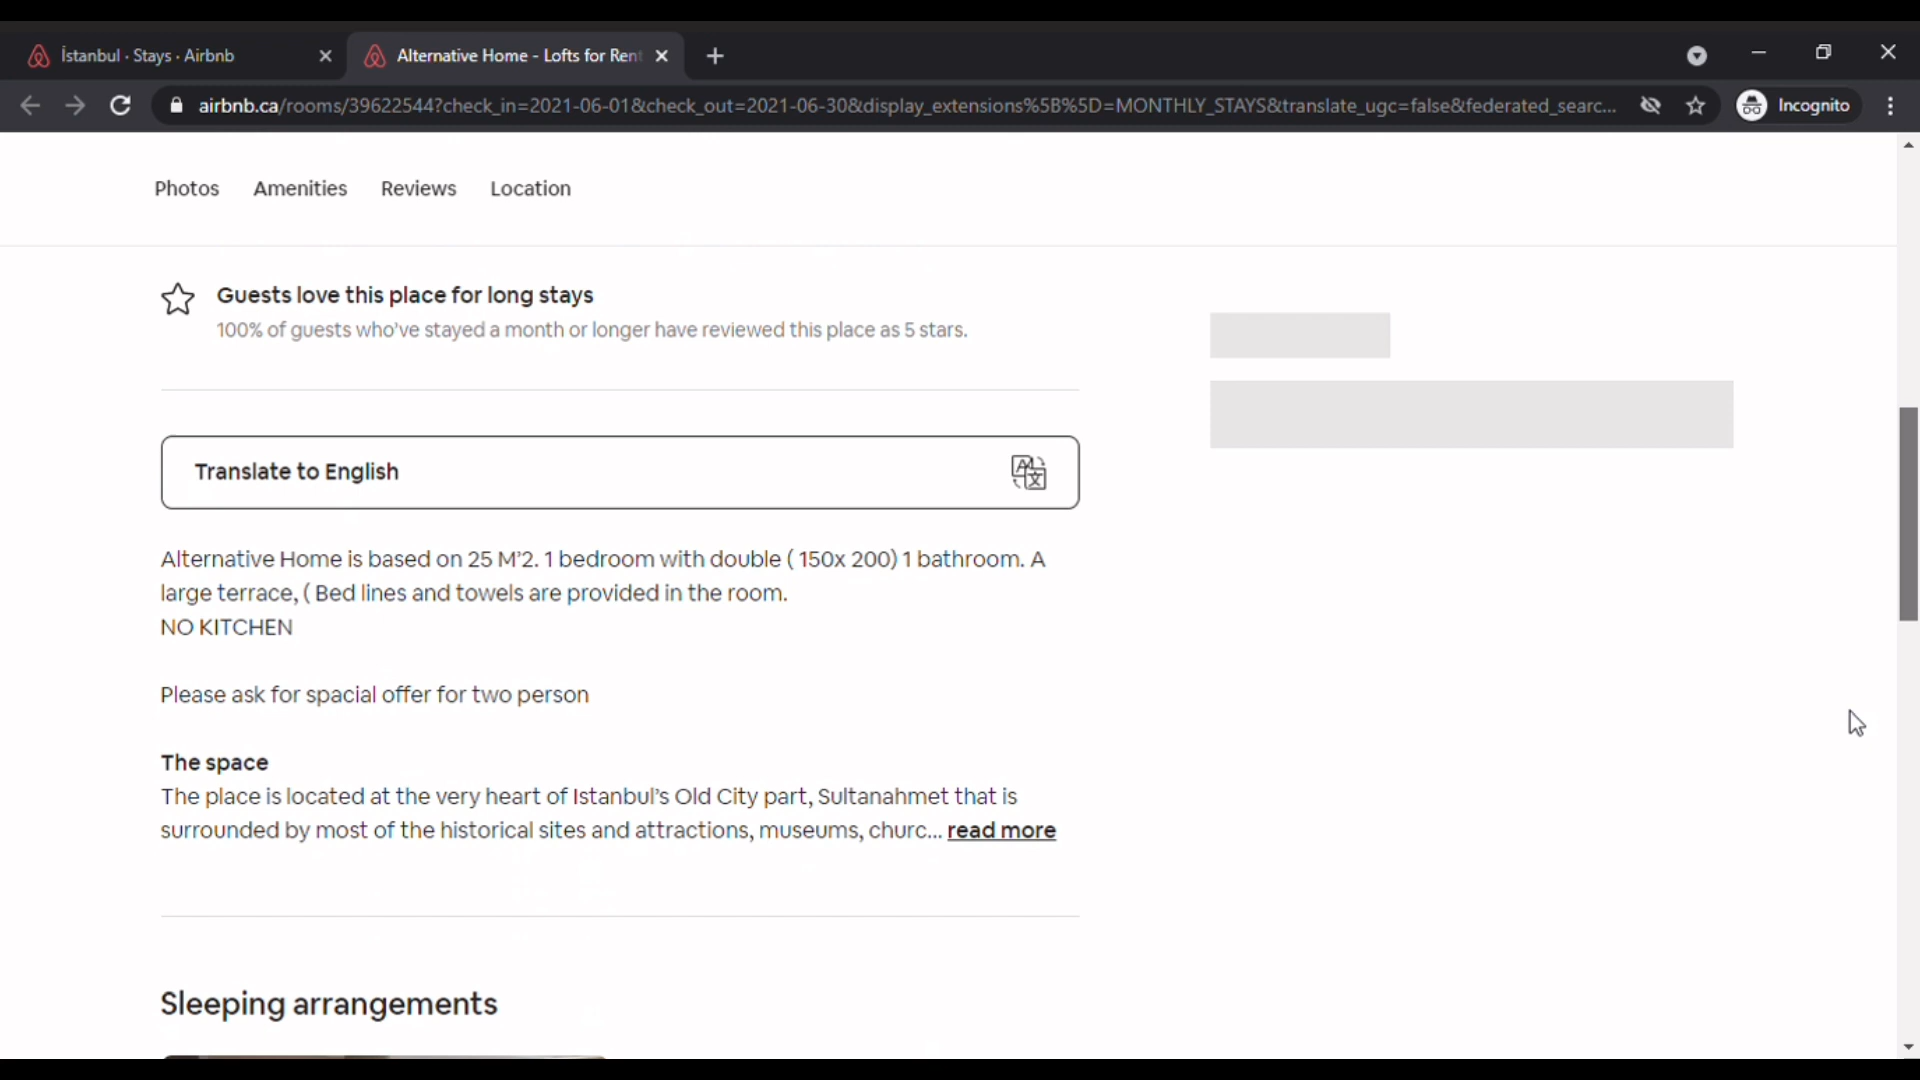 İstanbul · Stays · Airbnb
Alternative Home - Lofts for Rent
airbnb.ca/rooms/39622544?check_in=2021-06-01&check_out=2021-06-30&display_extensions%5B%5D=MONTHLY_STAYS&translate_ugc=false&federated_searc...
Incognito
Photos Amenities Reviews Location
Guests love this place for long stays
100% of guests who've stayed a month or longer have reviewed this place as 5 stars.
Translate to English
Alternative Home is based on 25 M'2. 1 bedroom with double ( 150x 200) 1 bathroom. A
large terrace, ( Bed lines and towels are provided in the room.
NO KITCHEN
Please ask for spacial offer for two person
The space
The place is located at the very heart of Istanbul's Old City part, Sultanahmet that is
surrounded by most of the historical sites and attractions, museums, churc... read more
Sleeping arrangements